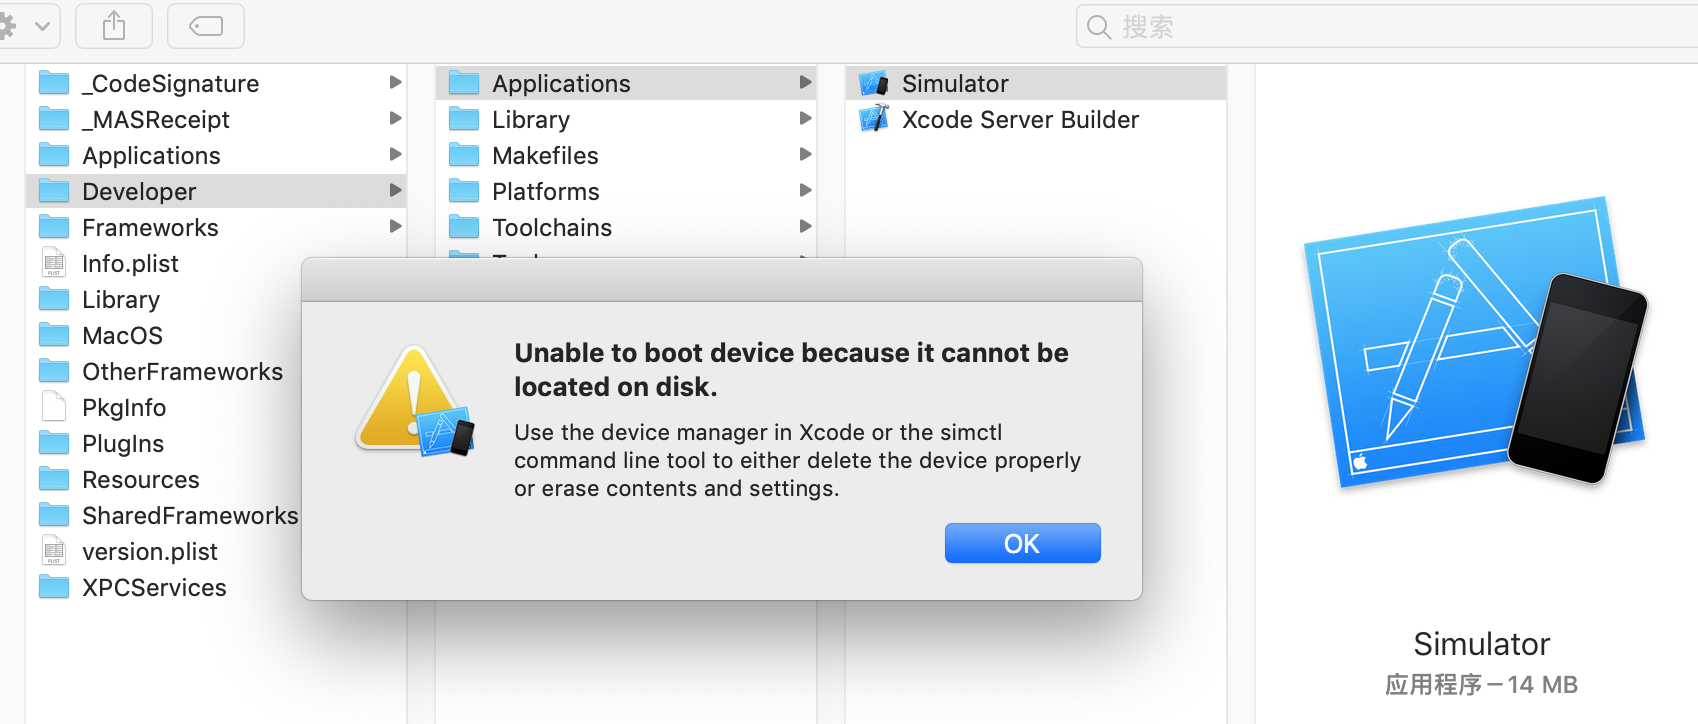 搜索
_CodeSignature
_MASReceipt
Applications
Developer
Frameworks
Info.plist
Library
MacOS
OtherFrameworks
PkgInfo
PlugIns
Resources
SharedFrameworks
version.plist
XPCServices
Applications
Library
Makefiles
Platforms
Toolchains
Simulator
Xcode Server Builder
Unable to boot device because it cannot be
located on disk.
Use the device manager in Xcode or the simctl
command line tool to either delete the device properly
or erase contents and settings.
OK
Simulator
应用程序 – 14 MB